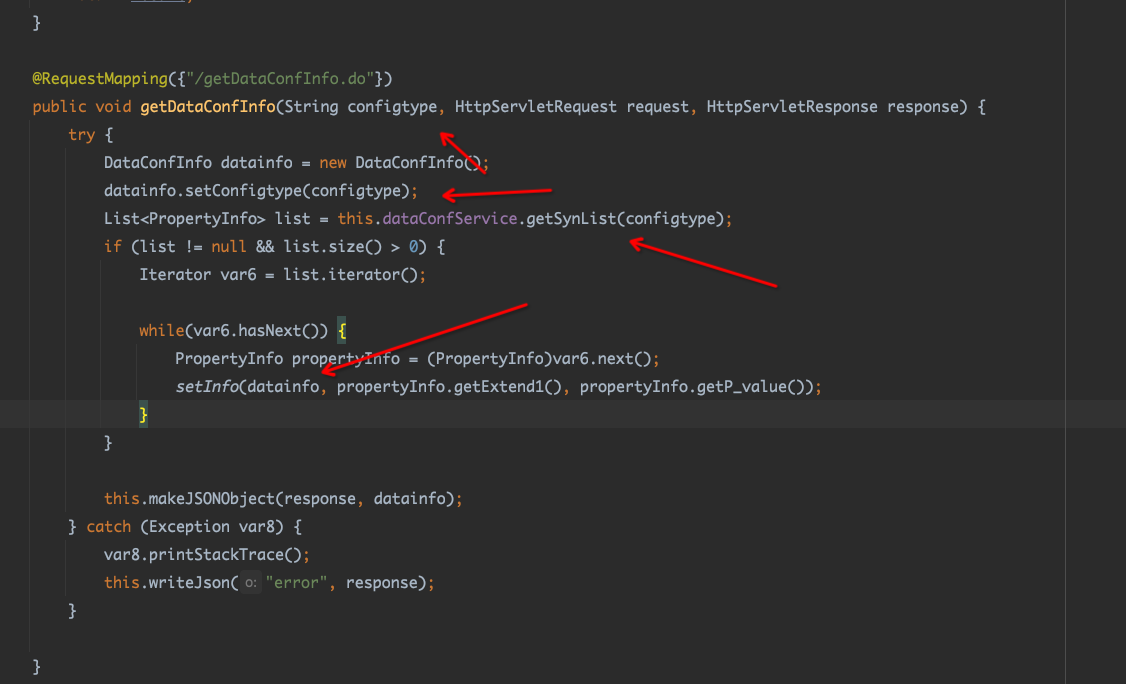 }
@RequestMapping({"/getDataConfInfo.do"})
public void getDataConfInfo(String configtype, HttpServletRequest request, HttpServletResponse response) {
try {
DataConfInfo datainfo = new DataConfInfo();
datainfo.setConfigtype(configtype);
List<PropertyInfo> list = this.dataConfService.getSynList(configtype);
if (list != null && list.size() > 0) {
Iterator var6 = list.iterator();
while(var6.hasNext()) {
PropertyInfo propertyInfo = (PropertyInfo)var6.next();
setInfo(datainfo, propertyInfo.getExtend1(), propertyInfo.getP_value());
}
}
this.makeJSONObject(response, datainfo);
} catch (Exception var8) {
var8.printStackTrace();
this.writeJson( o: "error", response);
}
}